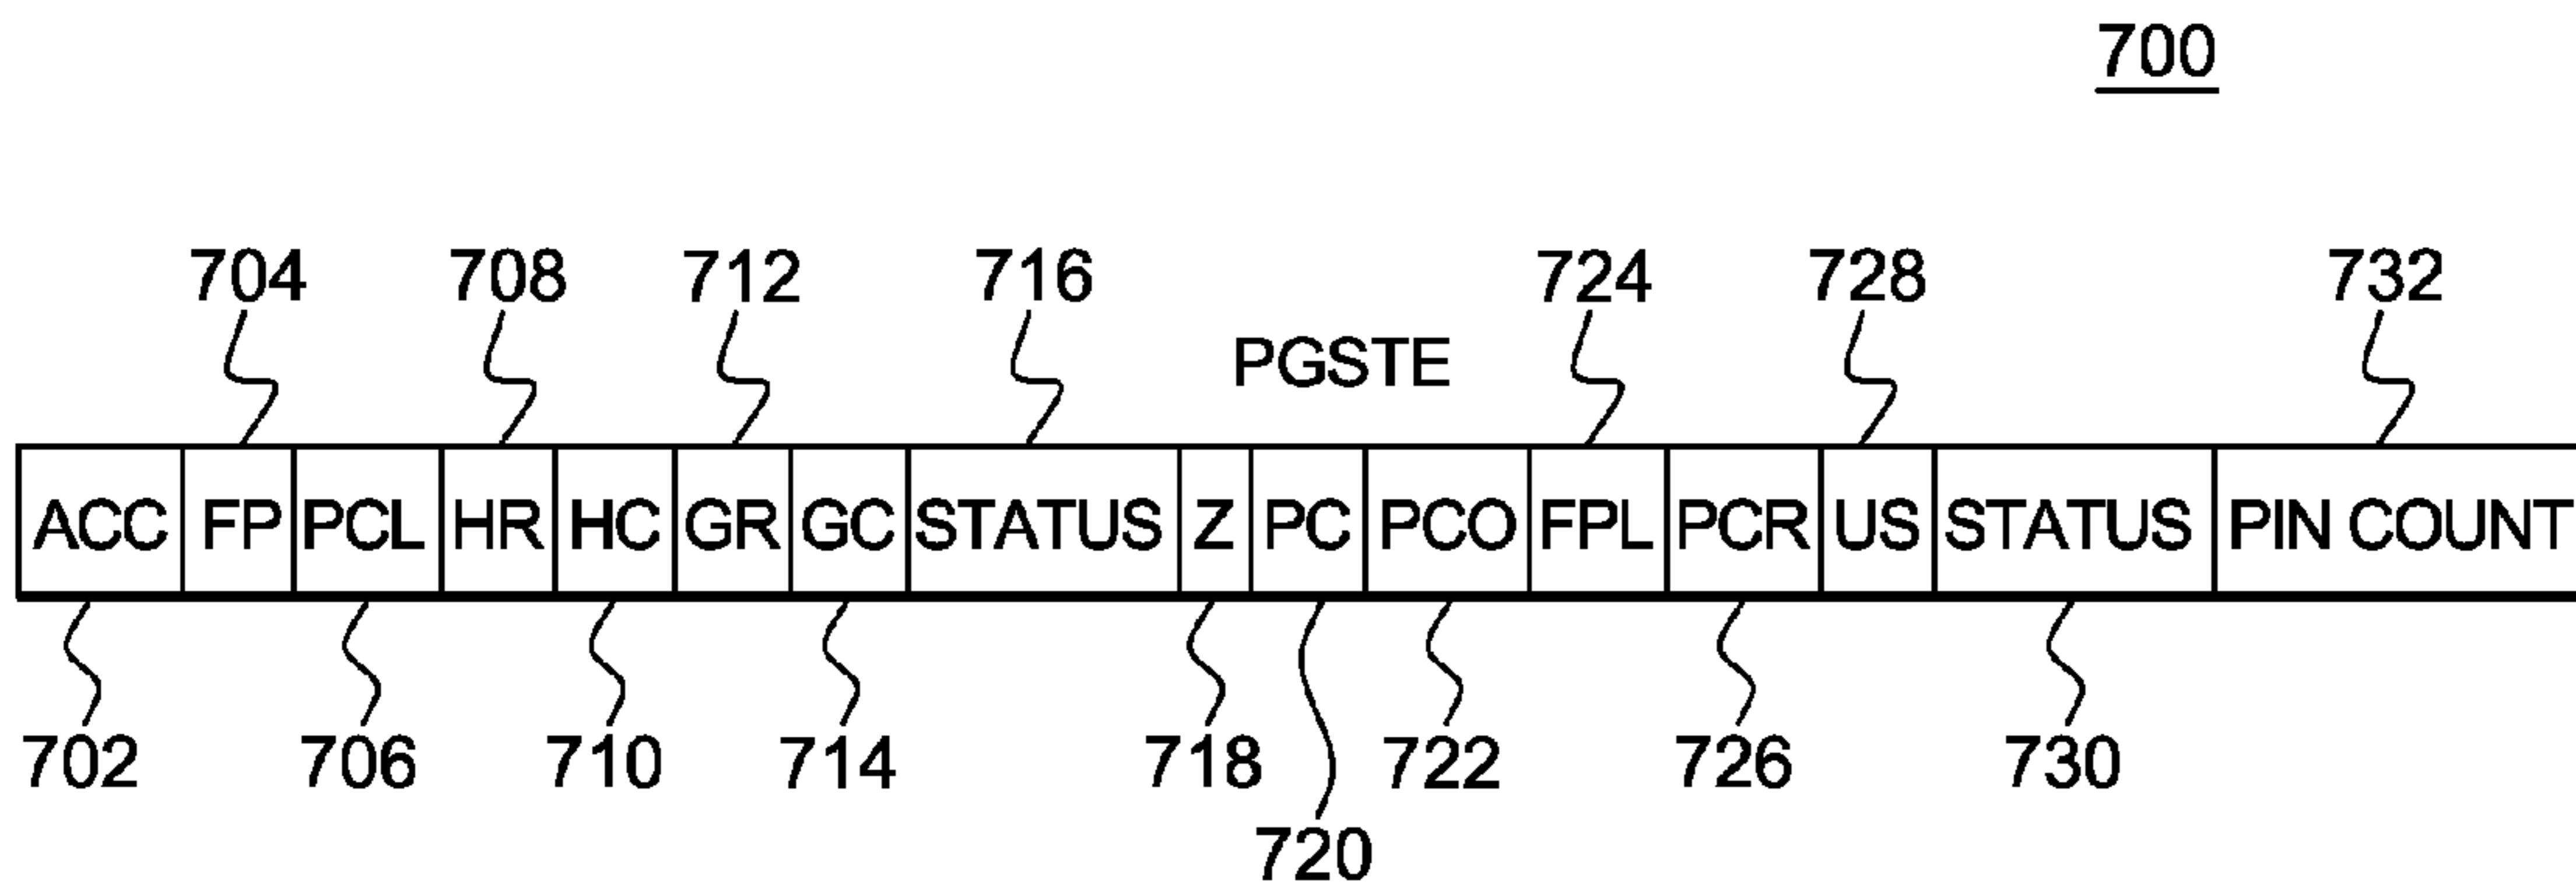 700
704 708 712 716 724 728 732
PGSTE
ACC FP PCL HR HC GR GC STATUS Z PC PCO FPL PCR US STATUS PIN COUNT
702 706 710 714 718 722 726 730
720